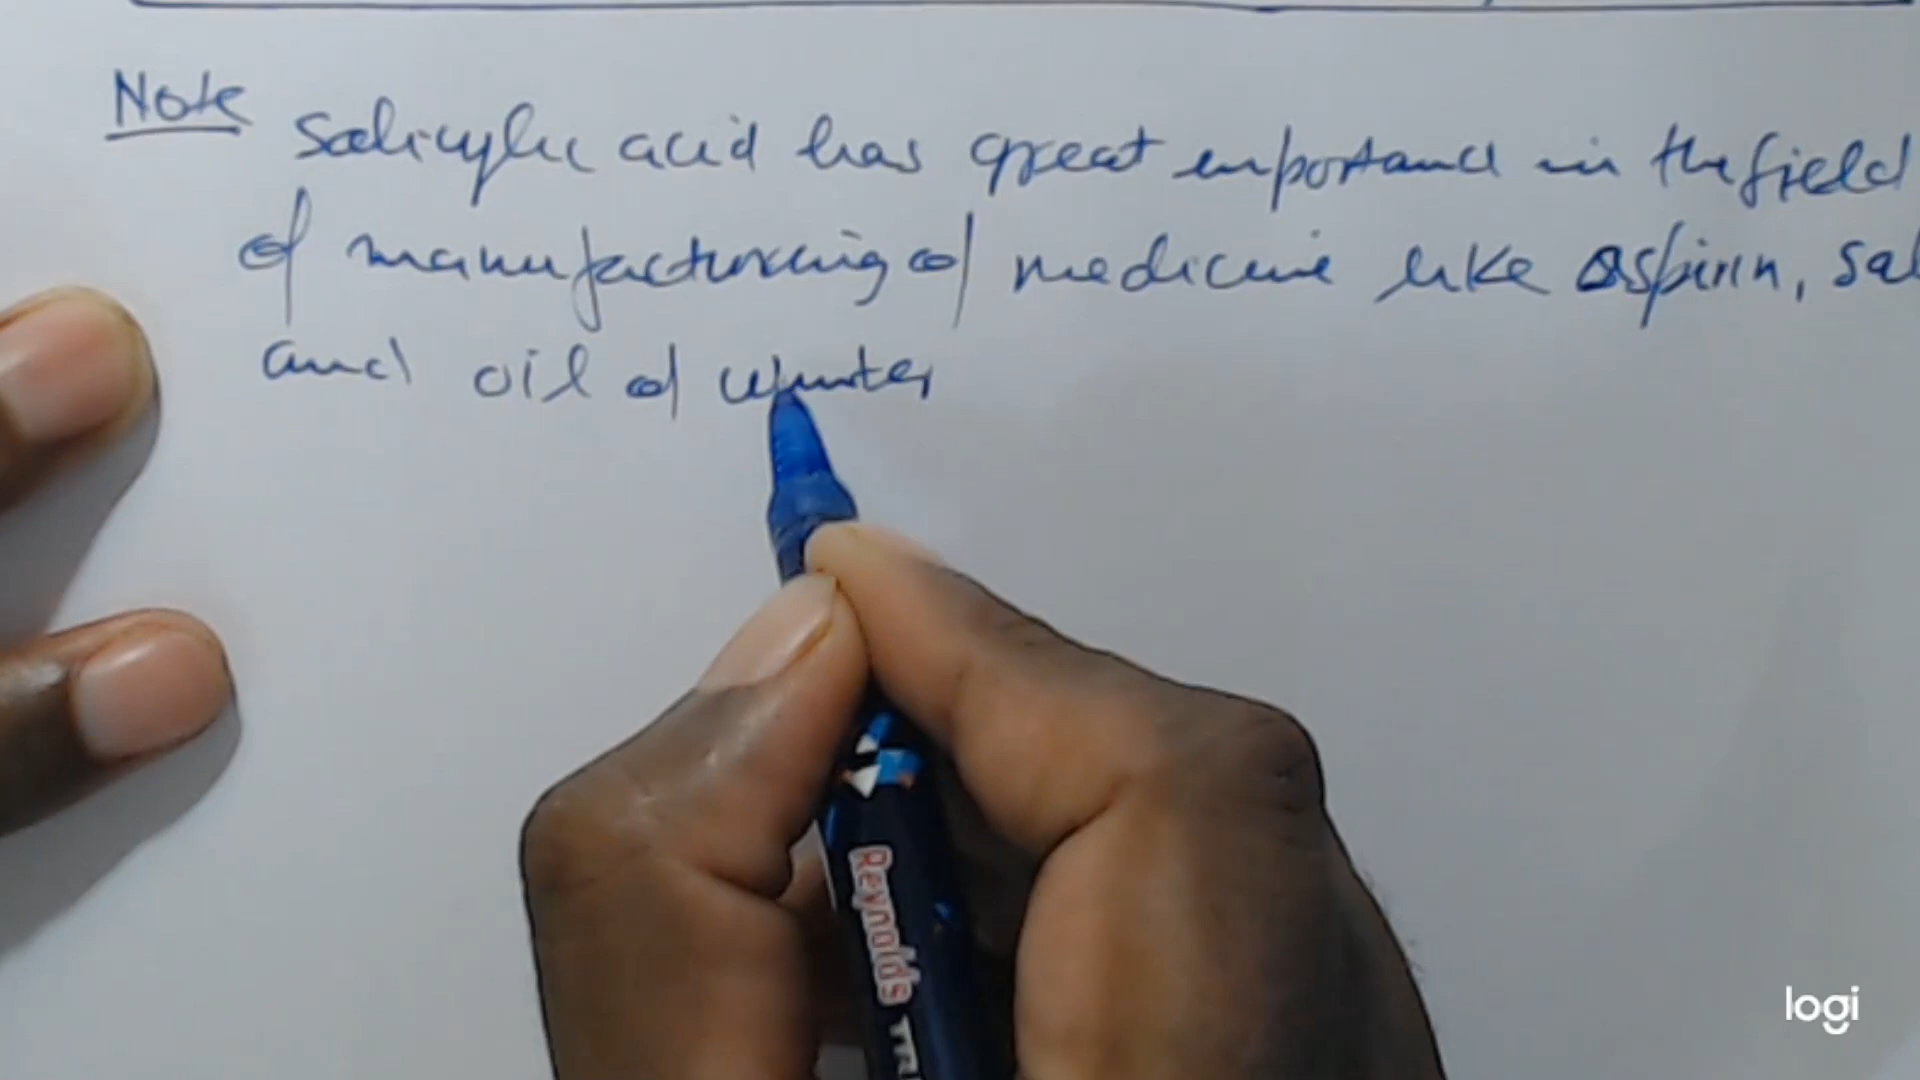 Note
Salicylic acid has great importance in the field
of manufacturing of medicine like aspirin, sal
and oil of winter
Reynolds TRI
logi